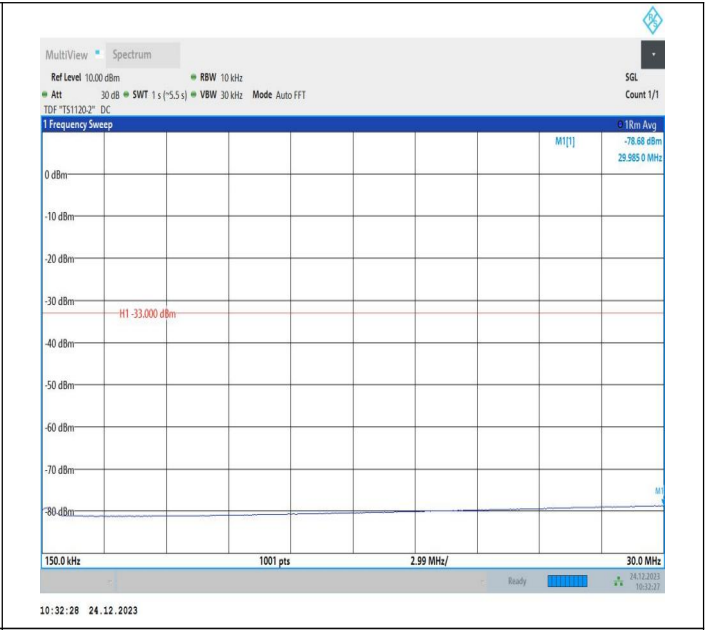 MultiView Spectrum
Ref Level 10.00 dBm RBW 10 kHz SGL
Att 30 dB SWT 1 s (~5.5 s) VBW 30 kHz Mode Auto FFT Count 1/1
TDF "TS1120-2" DC
1 Frequency Sweep 1Rm Avg
M1[1] -78.68 dBm
29.985 0 MHz
0 dBm
-10 dBm
-20 dBm
-30 dBm
H1 -33.000 dBm
-40 dBm
-50 dBm
-60 dBm
-70 dBm
M1
-80 dBm
150.0 kHz 1001 pts 2.99 MHz/ 30.0 MHz
Ready 24.12.2023
10:32:27
10:32:28 24.12.2023